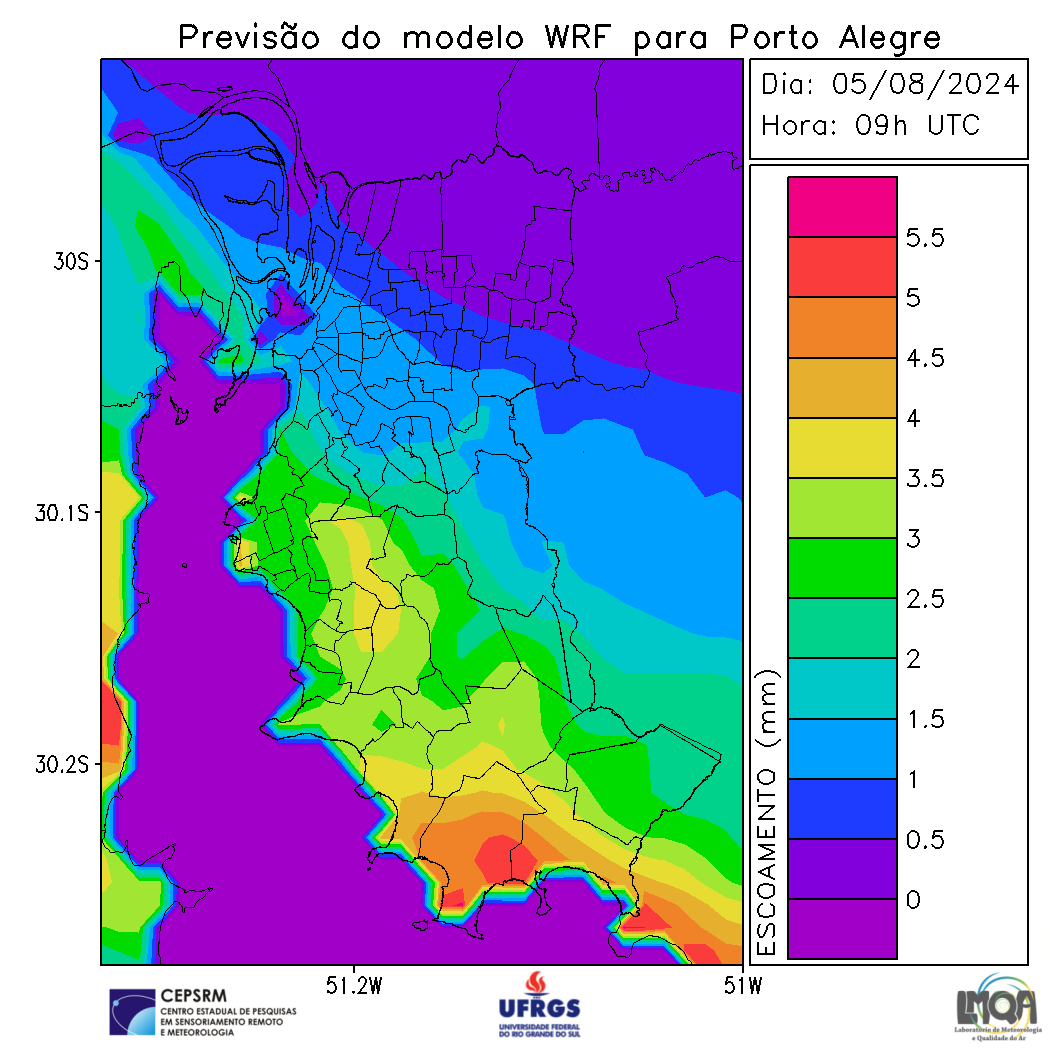 Previsão do modelo WRF para Porto Alegre
Dia: 05/08/2024
Hora: 09h UTC
30S
30.1S
30.2S
51.2W
51W
ESCOAMENTO (mm)
5.5
5
4.5
4
3.5
3
2.5
2
1.5
1
0.5
0
CEPSRM
CENTRO ESTADUAL DE PESQUISAS
EM SENSORIAMENTO REMOTO
E METEOROLOGIA
UFRGS
UNIVERSIDADE FEDERAL
DO RIO GRANDE DO SUL
LMQA
Laboratório de Meteorologia
e Qualidade do Ar